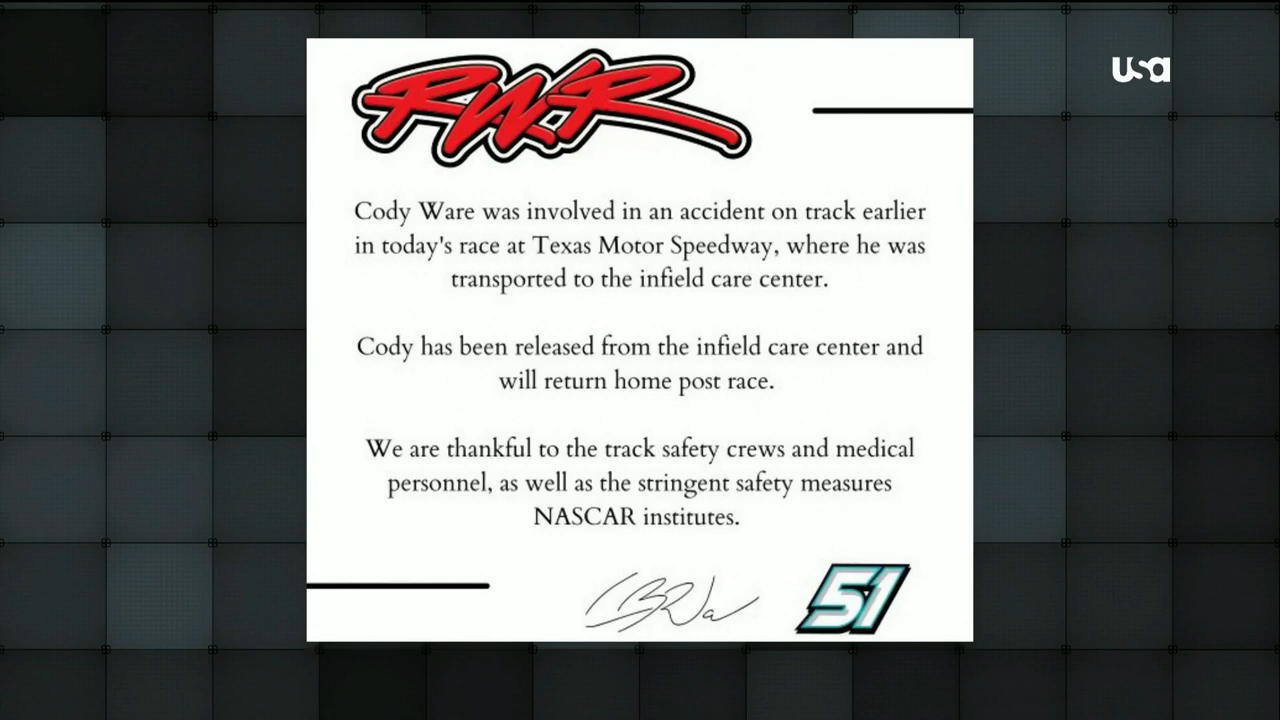 RWR
usa
Cody Ware was involved in an accident on track earlier
in today's race at Texas Motor Speedway, where he was
transported to the infield care center.
Cody has been released from the infield care center and
will return home post race.
We are thankful to the track safety crews and medical
personnel, as well as the stringent safety measures
NASCAR institutes.
51